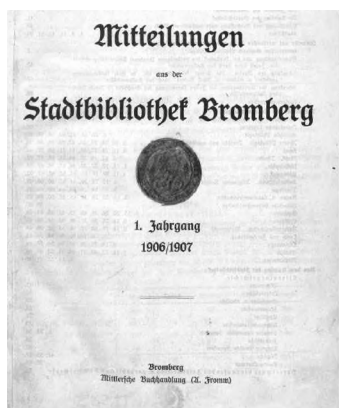 Mitteilungen
aus der
Stadtbibliothek Bromberg
1. Jahrgang
1906/1907
Bromberg
Mittlersche Buchhandlung (A. Fromm)